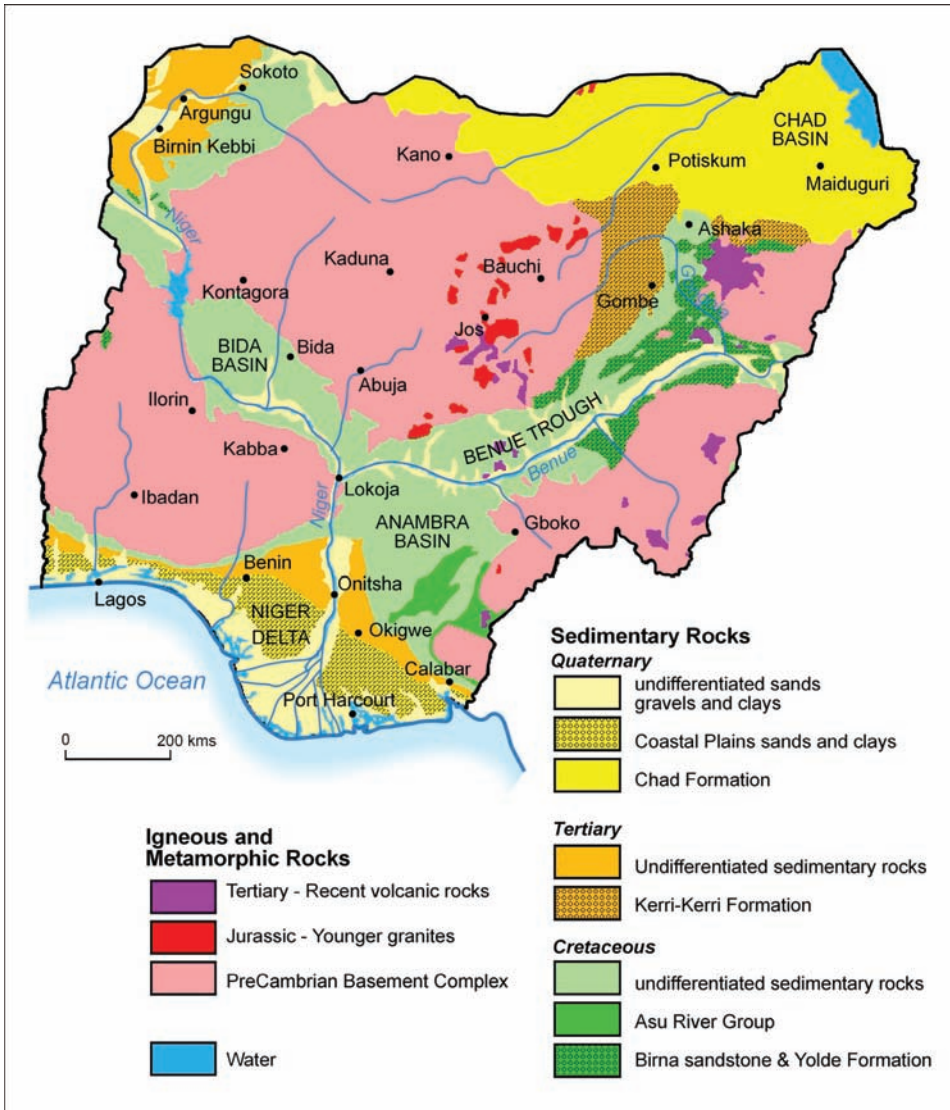 Sokoto
Argungu
Birnin Kebbi
Kano
CHAD
BASIN
Potiskum
Maiduguri
Niger
Ashaka
Kaduna
Bauchi
Gongola
Kontagora
Gombe
Jos
BIDA
BASIN
Bida
Abuja
Ilorin
BENUE TROUGH
Kabba
Benue
Lokoja
Ibadan
Niger
ANAMBRA
BASIN
Gboko
Benin
Onitsha
Lagos
NIGER
DELTA
Okigwe
Calabar
Atlantic Ocean
Port Harcourt
0 200 kms
Sedimentary Rocks
Quaternary
undifferentiated sands
gravels and clays
Coastal Plains sands and clays
Chad Formation
Tertiary
Undifferentiated sedimentary rocks
Kerri-Kerri Formation
Cretaceous
undifferentiated sedimentary rocks
Asu River Group
Birna sandstone & Yolde Formation
Igneous and
Metamorphic Rocks
Tertiary - Recent volcanic rocks
Jurassic - Younger granites
PreCambrian Basement Complex
Water